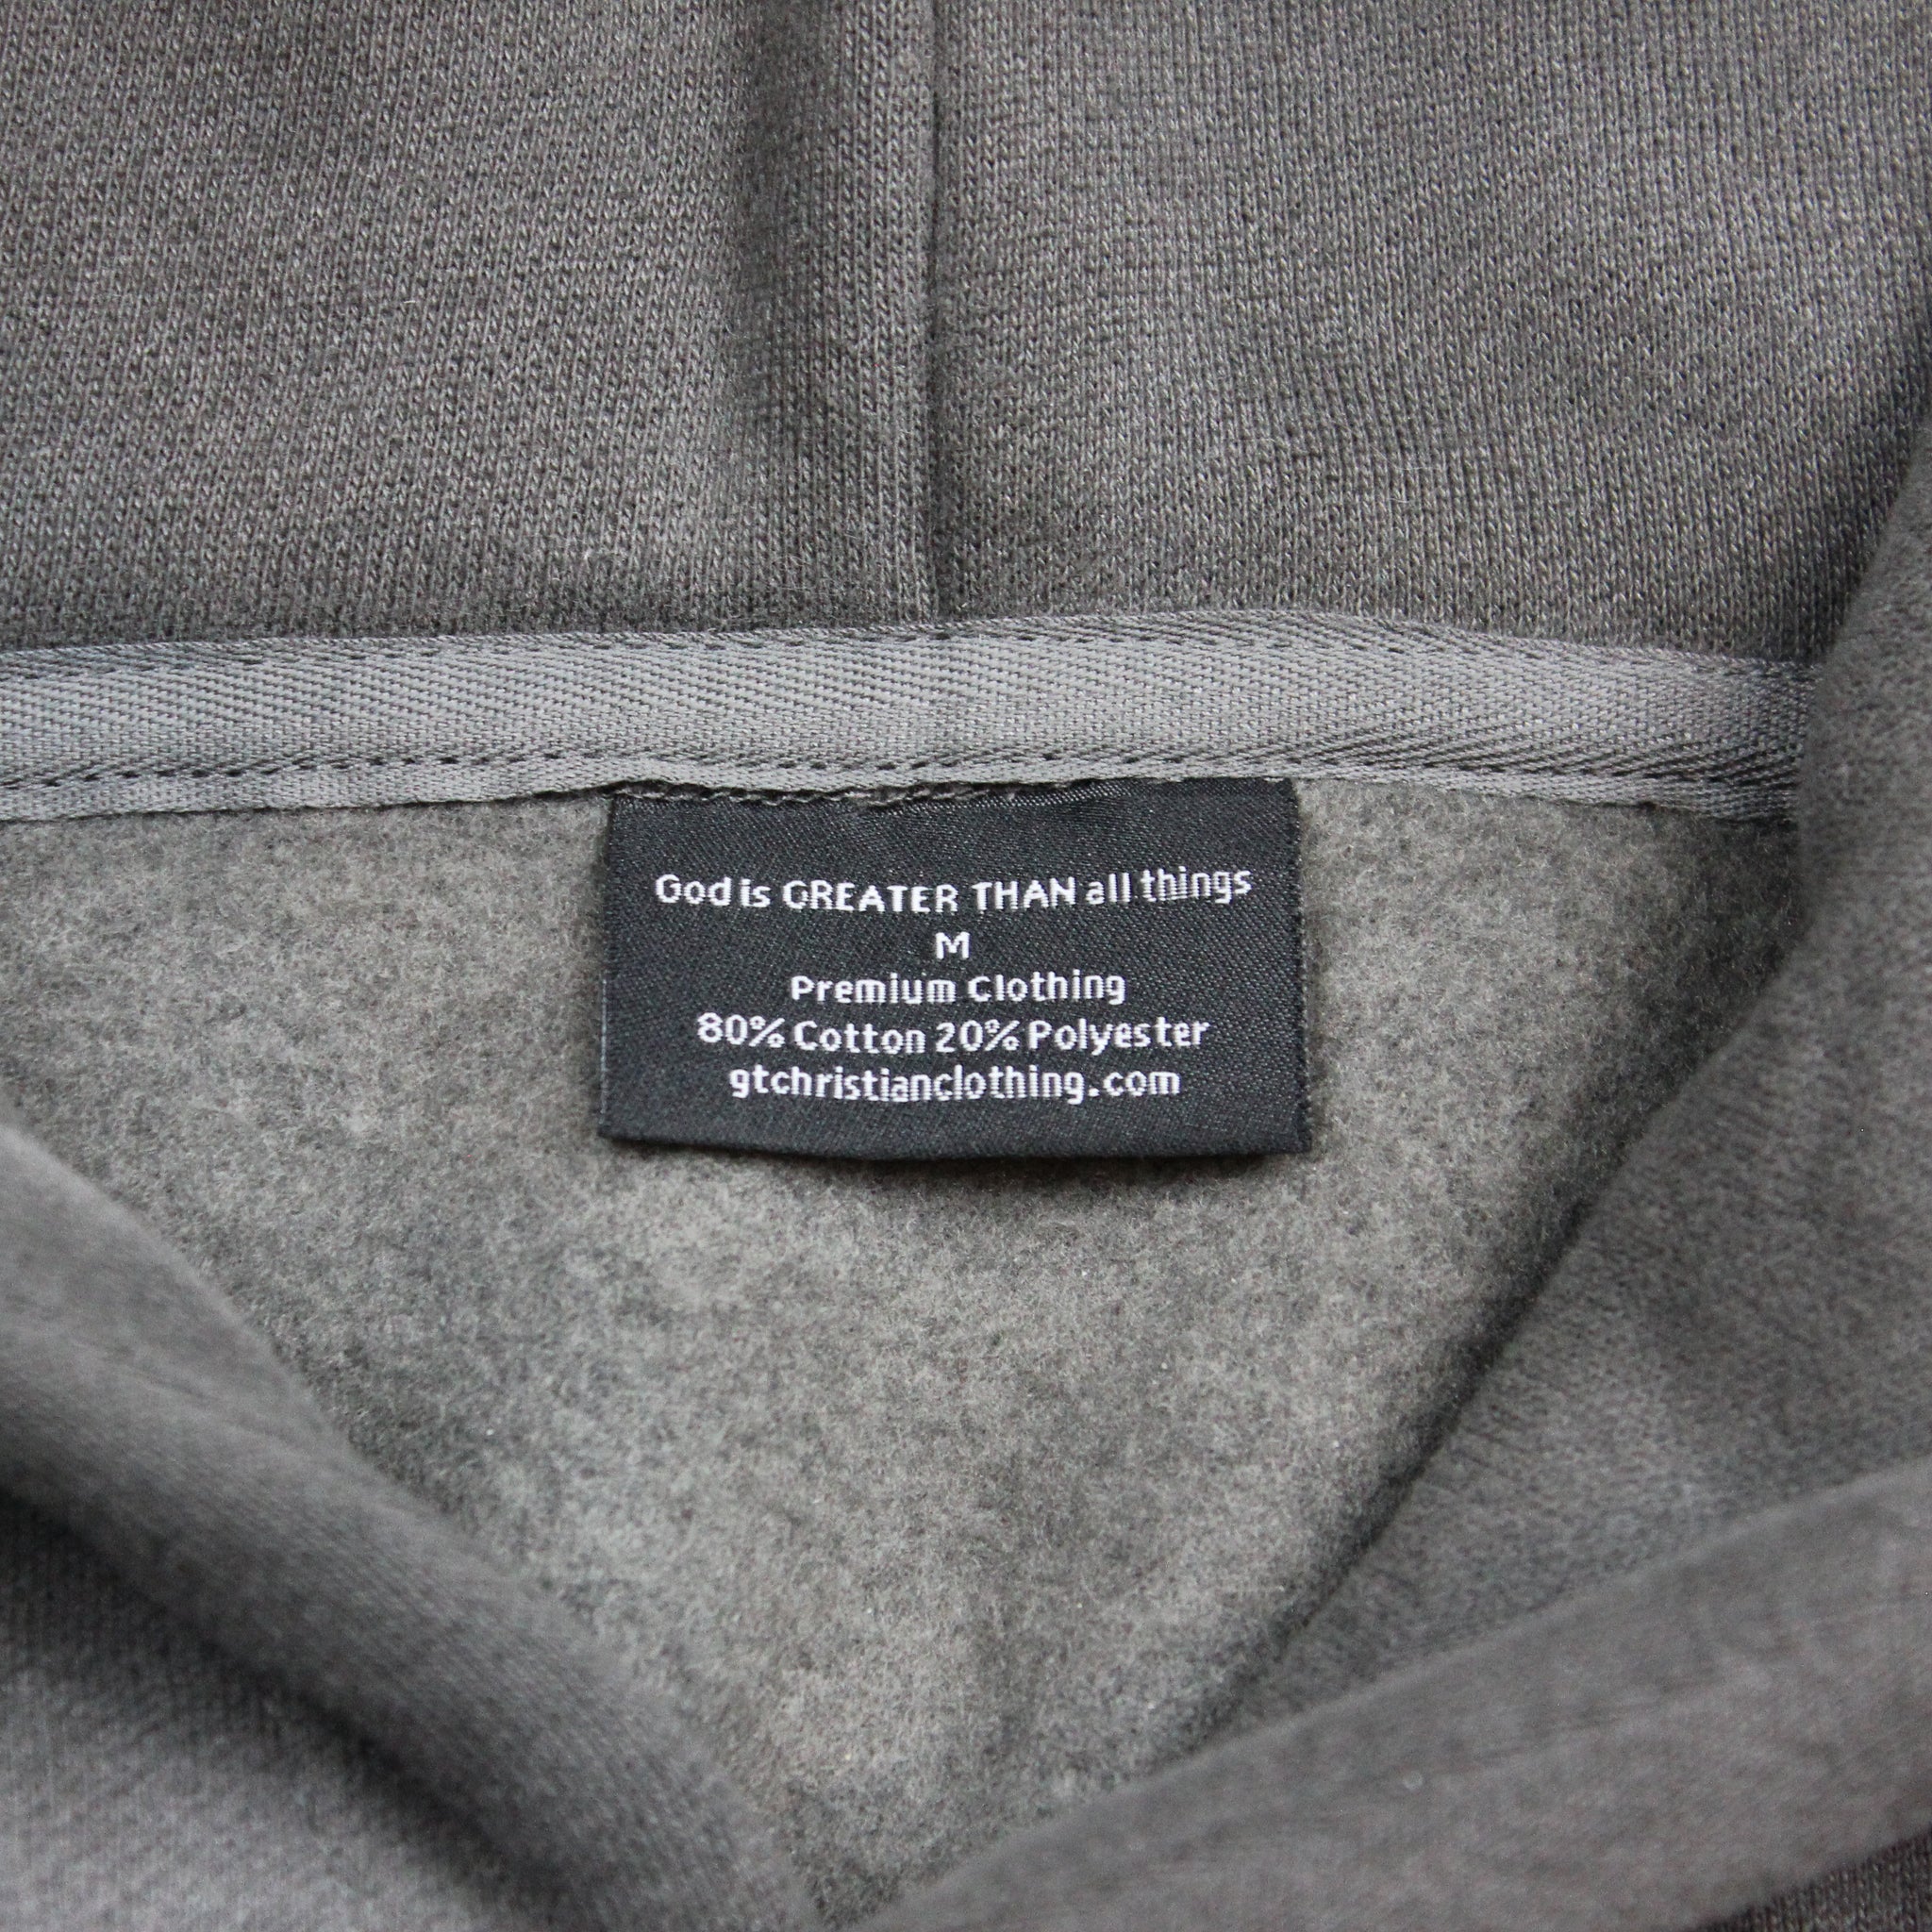 God is GREATER THAN all things
M
Premium Clothing
80% Cotton 20% Polyester
gtchristianclothing.com